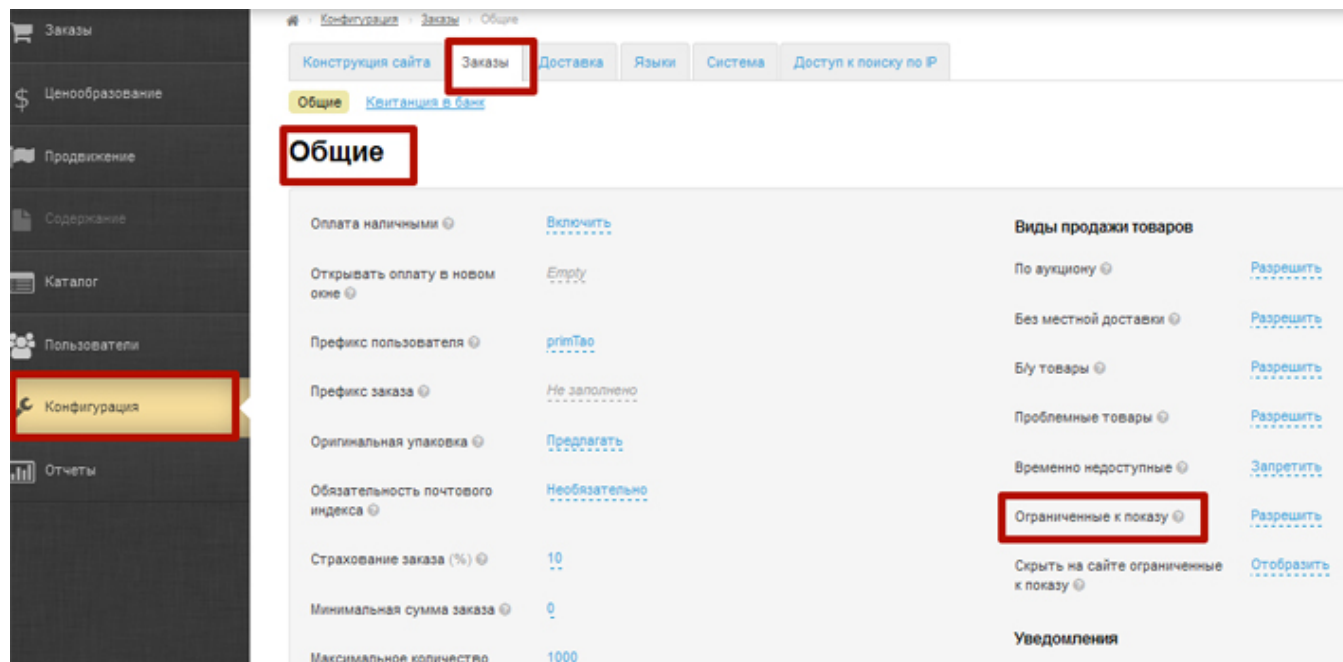 Заказы
Ценообразование
Продвижение
Содержание
Каталог
Пользователи
Конфигурация
Отчеты
Конфигурация Заказы Общие
Конструкция сайта Заказы Доставка Языки Система Доступ к поиску по IP
Общие Квитанция в банк
Общие
Оплата наличными Включить
Открывать оплату в новом
окне
Empty
Префикс пользователя primTao
Префикс заказа Не заполнено
Оригинальная упаковка Предлагать
Обязательность почтового
индекса
Необязательно
Страхование заказа (%) 10
Минимальная сумма заказа 0
Максимальное количество 1000
Виды продажи товаров
По аукциону Разрешить
Без местной доставки Разрешить
Б/у товары Разрешить
Проблемные товары Разрешить
Временно недоступные Запретить
Ограниченные к показу Разрешить
Скрыть на сайте ограниченные
к показу
Отобразить
Уведомления